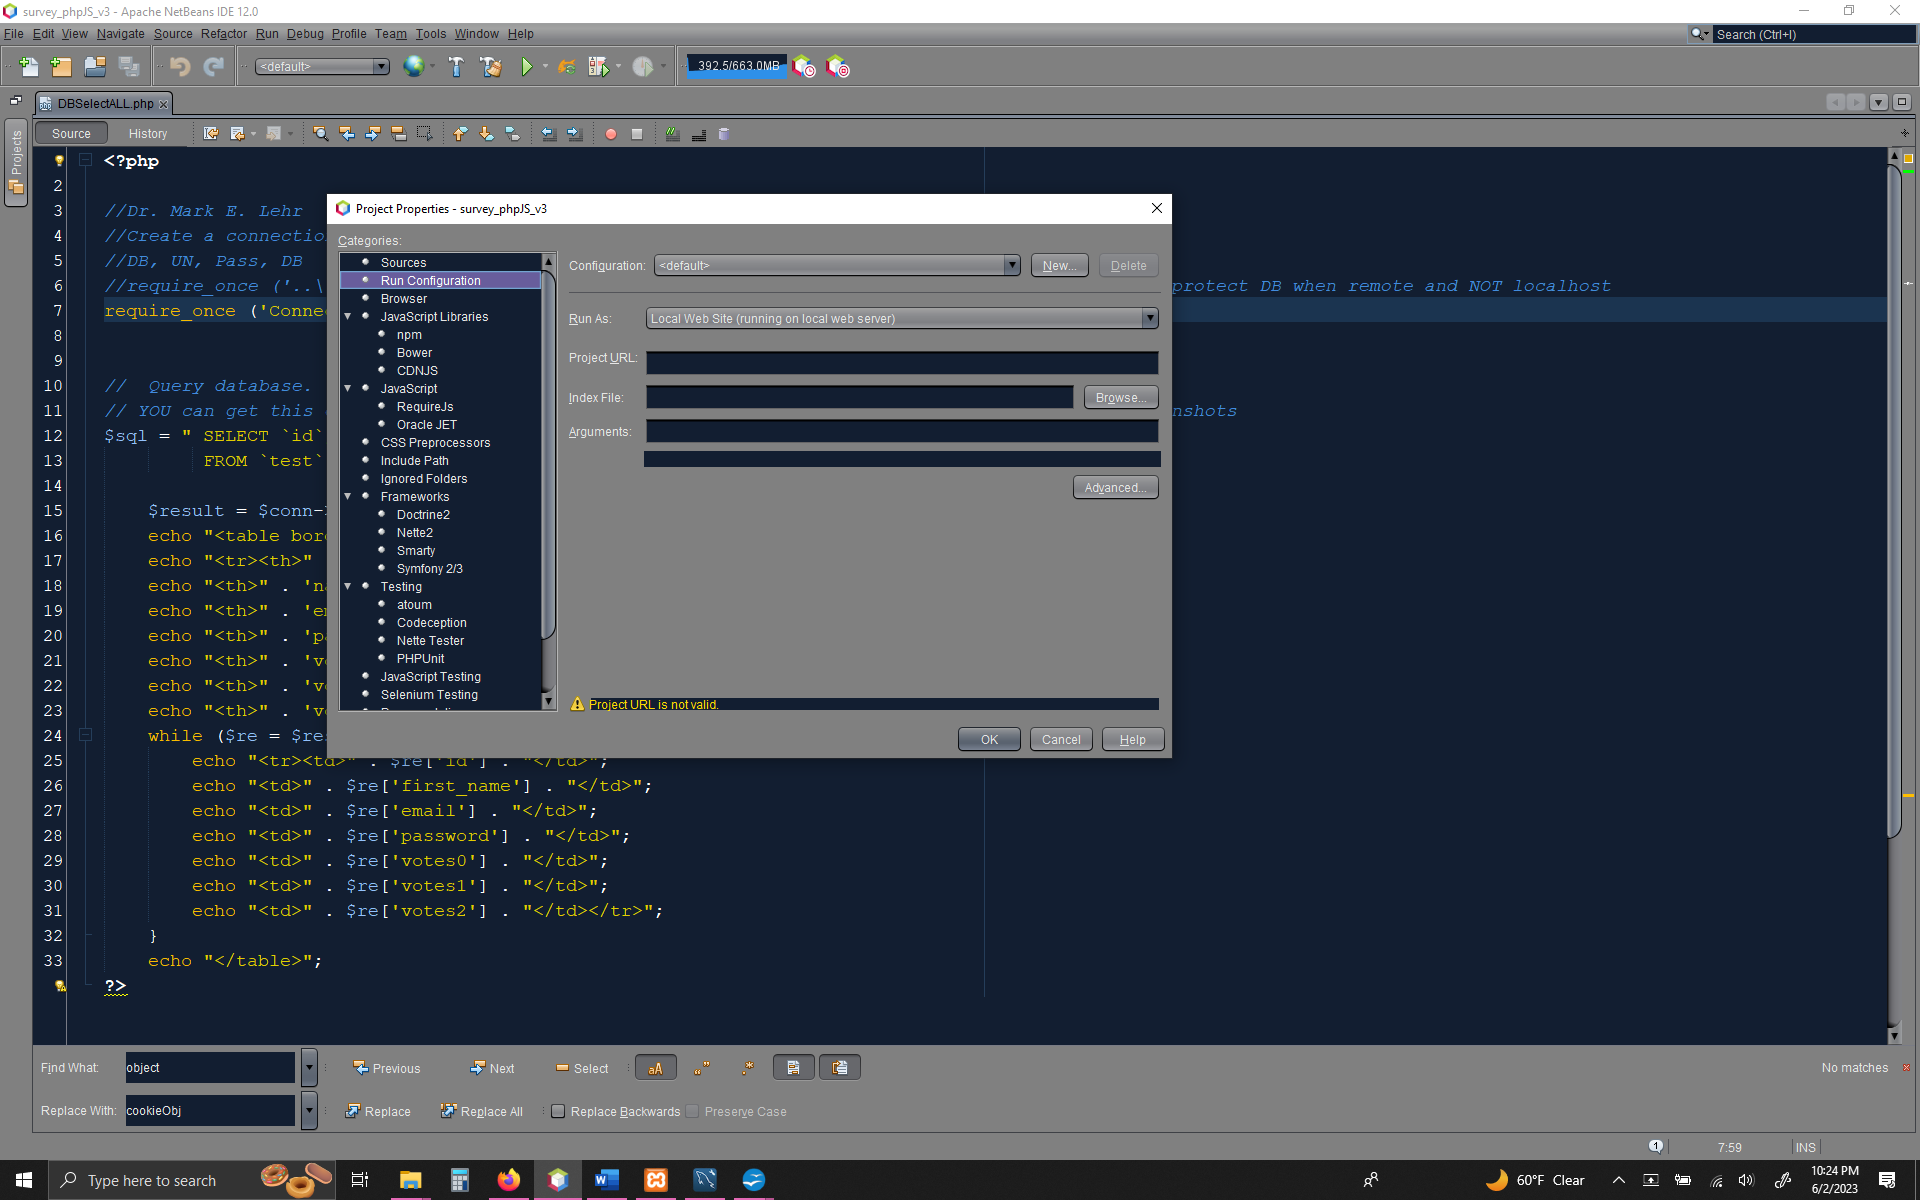 survey_phpJS_v3 - Apache NetBeans IDE 12.0
File Edit View Navigate Source Refactor Run Debug Profile Team Tools Window Help
Search (Ctrl+I)
<default>
392.5/663.0MB
DBSelectALL.php
Projects
Source History
<?php
2
3 //Dr. Mark E. Lehr
4 //Create a connectio
5 //DB, UN, Pass, DB
6 //require_once ('..\ protect DB when remote and NOT localhost
7 require_once ('Conne
8
9
10 // Query database.
11 // YOU can get this nshots
12 $sql = " SELECT `id`
13 FROM `test`
14
15 $result = $conn-
16 echo "<table bor
17 echo "<tr><th>"
18 echo "<th>" . 'na
19 echo "<th>" . 'e
20 echo "<th>" . 'pa
21 echo "<th>" . 'vo
22 echo "<th>" . 'vo
23 echo "<th>" . 'vo
24 while ($re = $res
25 echo "<tr><td>" . $re['id'] . "</td>";
26 echo "<td>" . $re['first_name'] . "</td>";
27 echo "<td>" . $re['email'] . "</td>";
28 echo "<td>" . $re['password'] . "</td>";
29 echo "<td>" . $re['votes0'] . "</td>";
30 echo "<td>" . $re['votes1'] . "</td>";
31 echo "<td>" . $re['votes2'] . "</td></tr>";
32 }
33 echo "</table>";
?>
Project Properties - survey_phpJS_v3
Categories:
Sources
Run Configuration
Browser
JavaScript Libraries
npm
Bower
CDNJS
JavaScript
RequireJs
Oracle JET
CSS Preprocessors
Include Path
Ignored Folders
Frameworks
Doctrine2
Nette2
Smarty
Symfony 2/3
Testing
atoum
Codeception
Nette Tester
PHPUnit
JavaScript Testing
Selenium Testing
Configuration: <default> New... Delete
Run As: Local Web Site (running on local web server)
Project URL:
Index File: Browse...
Arguments:
Advanced...
Project URL is not valid.
OK Cancel Help
Find What: object Previous Next Select aA No matches
Replace With: cookieObj Replace Replace All Replace Backwards Preserve Case
1 7:59 INS
Type here to search
60°F Clear
10:24 PM
6/2/2023